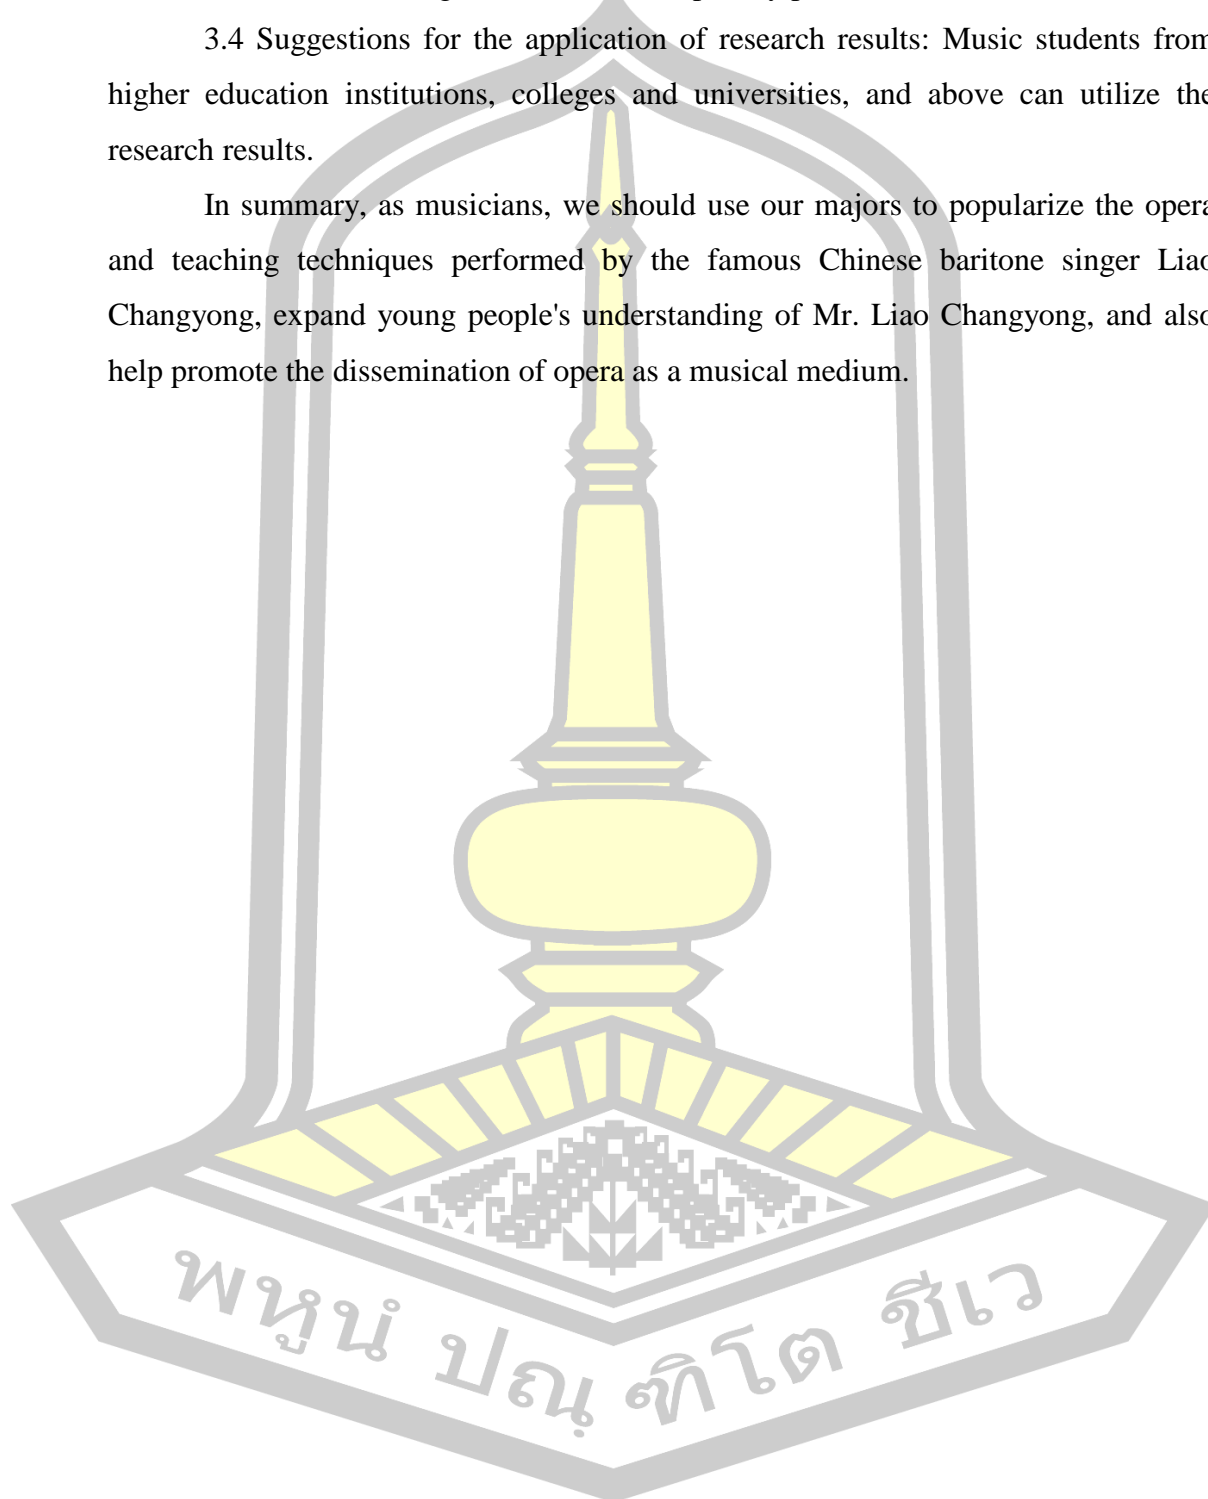 3.4 Suggestions for the application of research results: Music students from
higher education institutions, colleges and universities, and above can utilize the
research results.
In summary, as musicians, we should use our majors to popularize the opera
and teaching techniques performed by the famous Chinese baritone singer Liao
Changyong, expand young people's understanding of Mr. Liao Changyong, and also
help promote the dissemination of opera as a musical medium.
พหูนํ ปณฺฑิโต ชีเว